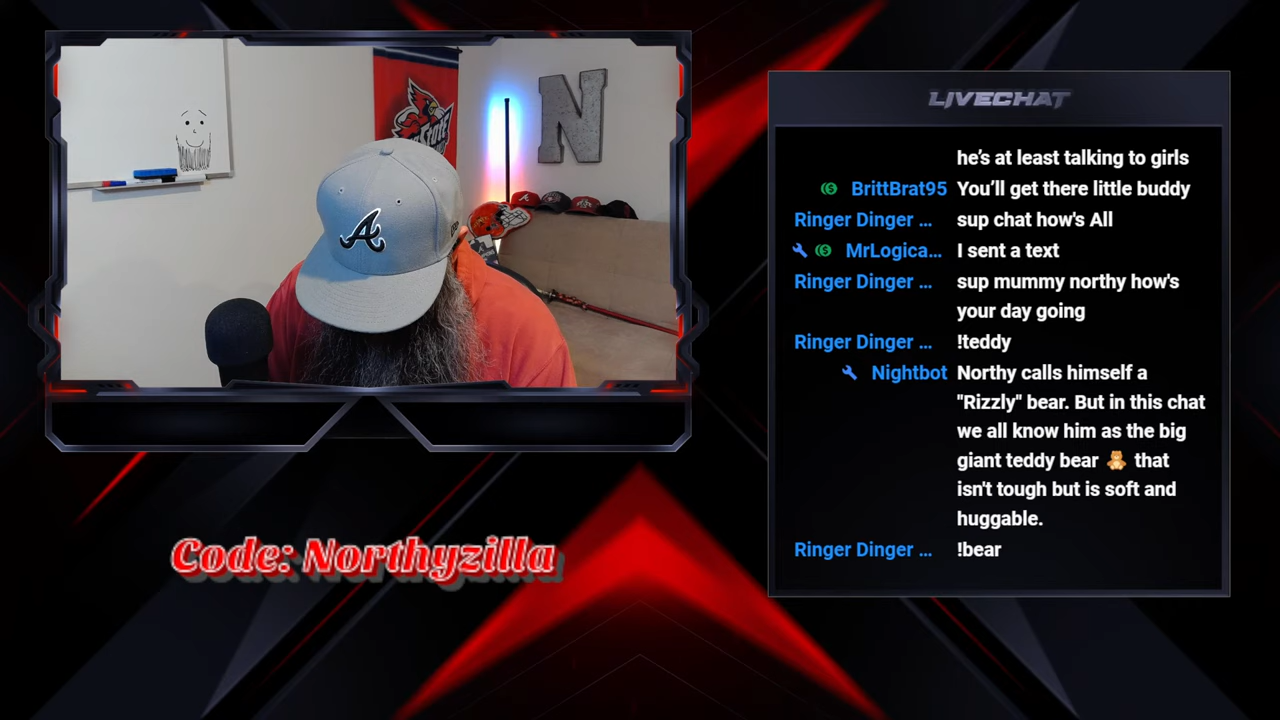 State
N
A
LIVECHAT
he's at least talking to girls
BrittBrat95 You'll get there little buddy
Ringer Dinger ... sup chat how's All
MrLogica... I sent a text
Ringer Dinger ... sup mummy northy how's
your day going
Ringer Dinger ... !teddy
Nightbot Northy calls himself a
"Rizzly" bear. But in this chat
we all know him as the big
giant teddy bear 🧸 that
isn't tough but is soft and
huggable.
Ringer Dinger ... !bear
Code: Northyzilla